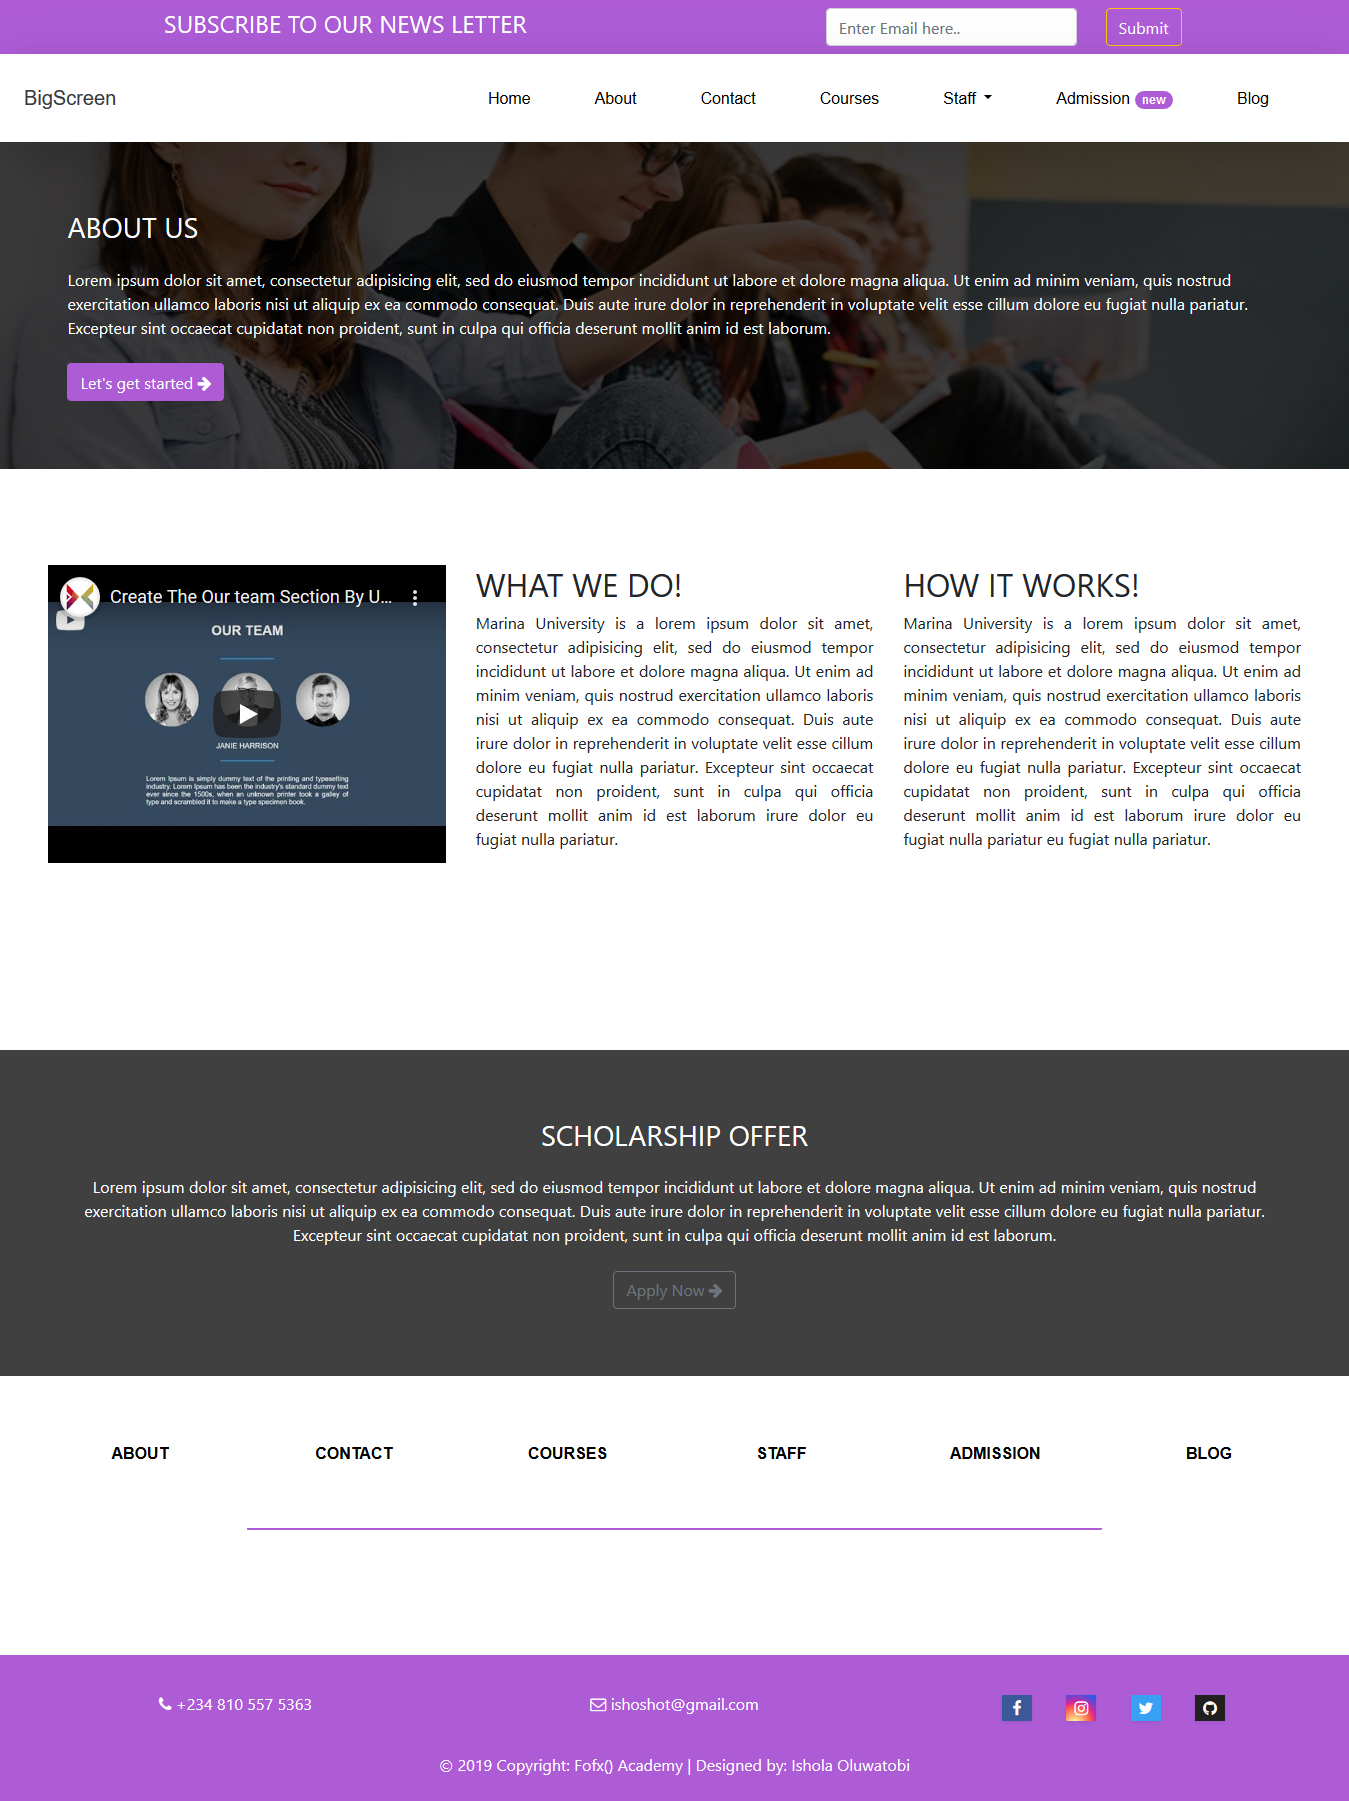 SUBSCRIBE TO OUR NEWS LETTER
Enter Email here..
Submit
BigScreen
Home
About
Contact
Courses
Staff
Admission new
Blog
ABOUT US
Lorem ipsum dolor sit amet, consectetur adipisicing elit, sed do eiusmod tempor incididunt ut labore et dolore magna aliqua. Ut enim ad minim veniam, quis nostrud
exercitation ullamco laboris nisi ut aliquip ex ea commodo consequat. Duis aute irure dolor in reprehenderit in voluptate velit esse cillum dolore eu fugiat nulla pariatur.
Excepteur sint occaecat cupidatat non proident, sunt in culpa qui officia deserunt mollit anim id est laborum.
Let's get started
Create The Our team Section By U...
OUR TEAM
JANIE HARRISON
Lorem Ipsum is simply dummy text of the printing and typesetting
industry. Lorem Ipsum has been the industry's standard dummy text
ever since the 1500s, when an unknown printer took a galley of
type and scrambled it to make a type specimen book.
WHAT WE DO!
Marina University is a lorem ipsum dolor sit amet,
consectetur adipisicing elit, sed do eiusmod tempor
incididunt ut labore et dolore magna aliqua. Ut enim ad
minim veniam, quis nostrud exercitation ullamco laboris
nisi ut aliquip ex ea commodo consequat. Duis aute
irure dolor in reprehenderit in voluptate velit esse cillum
dolore eu fugiat nulla pariatur. Excepteur sint occaecat
cupidatat non proident, sunt in culpa qui officia
deserunt mollit anim id est laborum irure dolor eu
fugiat nulla pariatur.
HOW IT WORKS!
Marina University is a lorem ipsum dolor sit amet,
consectetur adipisicing elit, sed do eiusmod tempor
incididunt ut labore et dolore magna aliqua. Ut enim ad
minim veniam, quis nostrud exercitation ullamco laboris
nisi ut aliquip ex ea commodo consequat. Duis aute
irure dolor in reprehenderit in voluptate velit esse cillum
dolore eu fugiat nulla pariatur. Excepteur sint occaecat
cupidatat non proident, sunt in culpa qui officia
deserunt mollit anim id est laborum irure dolor eu
fugiat nulla pariatur eu fugiat nulla pariatur.
SCHOLARSHIP OFFER
Lorem ipsum dolor sit amet, consectetur adipisicing elit, sed do eiusmod tempor incididunt ut labore et dolore magna aliqua. Ut enim ad minim veniam, quis nostrud
exercitation ullamco laboris nisi ut aliquip ex ea commodo consequat. Duis aute irure dolor in reprehenderit in voluptate velit esse cillum dolore eu fugiat nulla pariatur.
Excepteur sint occaecat cupidatat non proident, sunt in culpa qui officia deserunt mollit anim id est laborum.
Apply Now
ABOUT
CONTACT
COURSES
STAFF
ADMISSION
BLOG
+234 810 557 5363
ishoshot@gmail.com
© 2019 Copyright: Fofx() Academy | Designed by: Ishola Oluwatobi